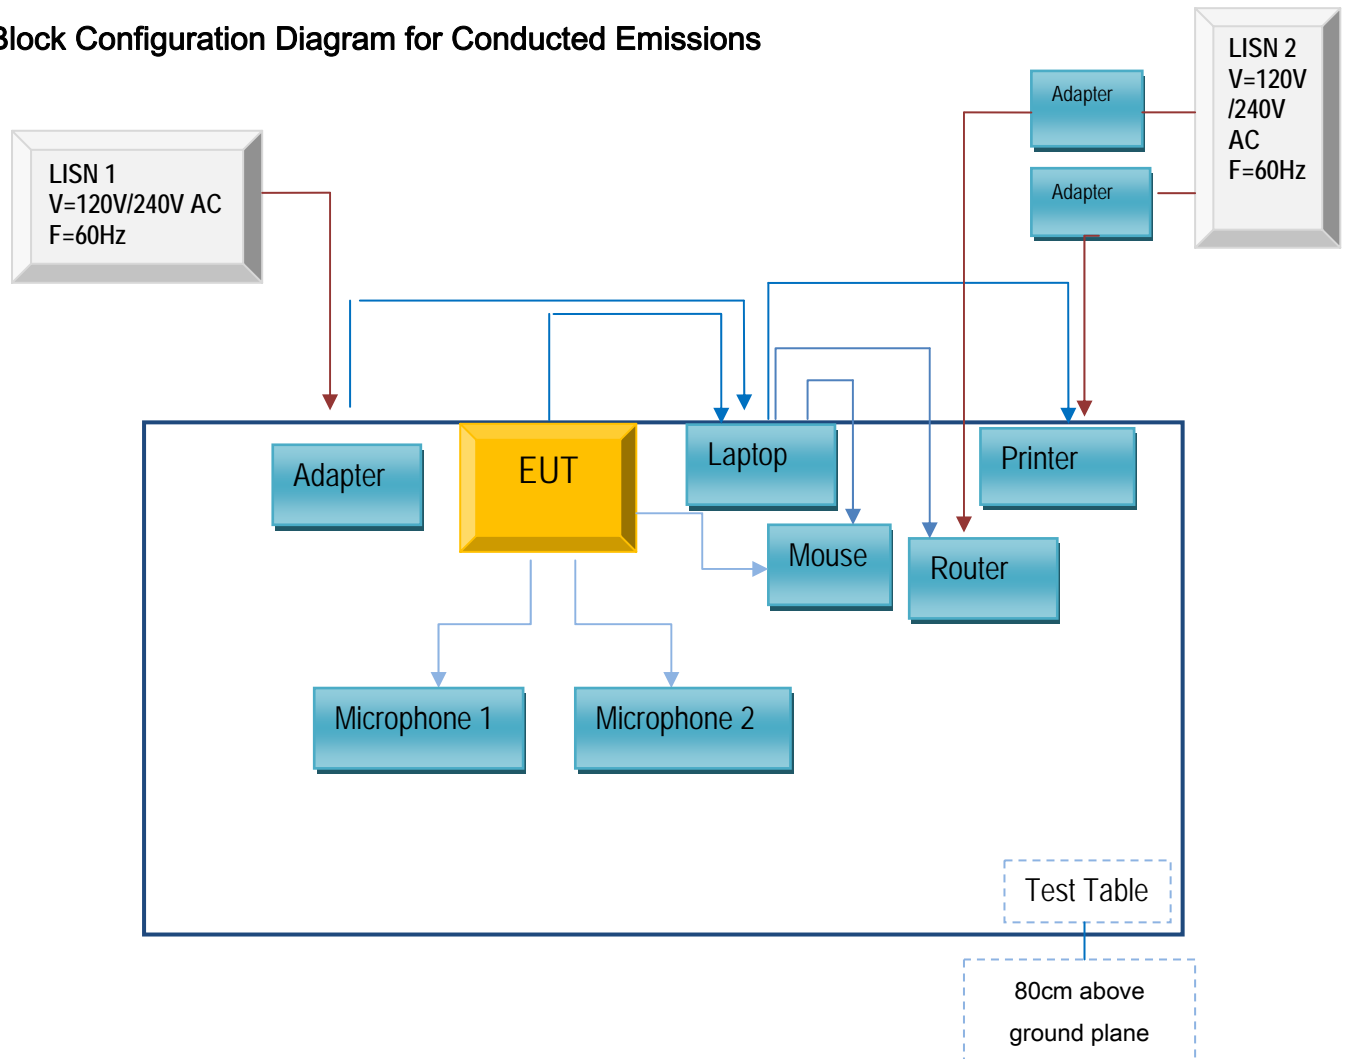 Block Configuration Diagram for Conducted Emissions
LISN 2
V=120V
/240V
AC
F=60Hz
Adapter
Adapter
LISN 1
V=120V/240V AC
F=60Hz
Adapter
EUT
Laptop
Printer
Mouse
Router
Microphone 1
Microphone 2
Test Table
80cm above
ground plane